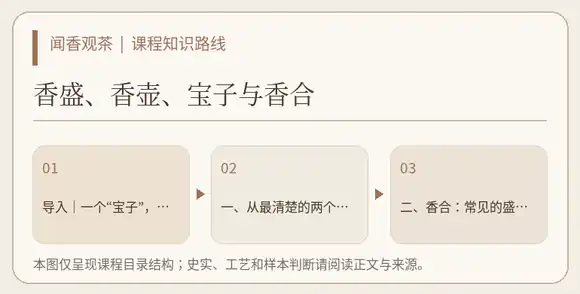 闻香观茶｜课程知识路线
香盛、香壶、宝子与香合
01
导入｜一个“宝子”，…
02
一、从最清楚的两个…
03
二、香合：常见的盛…
本图仅呈现课程目录结构；史实、工艺和样本判断请阅读正文与来源。